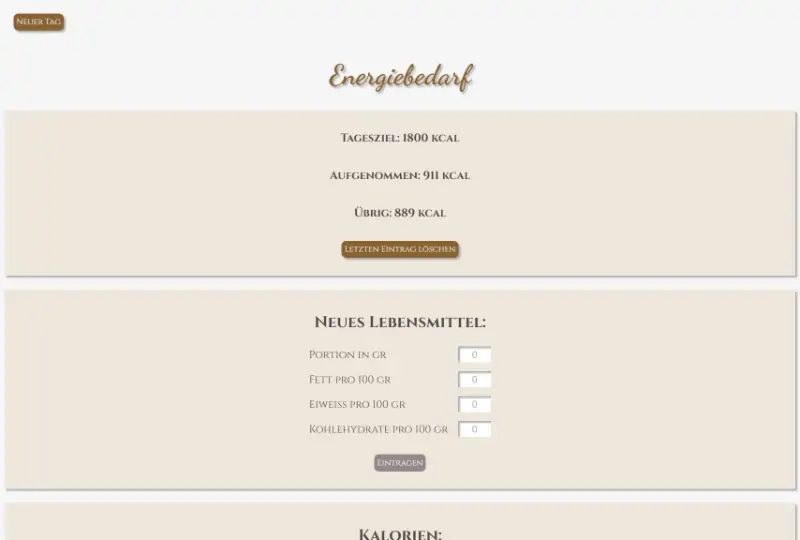 Neuer Tag
Energiebedarf
Tagesziel: 1800 kcal
Aufgenommen: 911 kcal
Übrig: 889 kcal
Letzten Eintrag löschen
Neues Lebensmittel:
Portion in gr 0
Fett pro 100 gr 0
Eiweiss pro 100 gr 0
Kohlehydrate pro 100 gr 0
Eintragen
Kalorien: